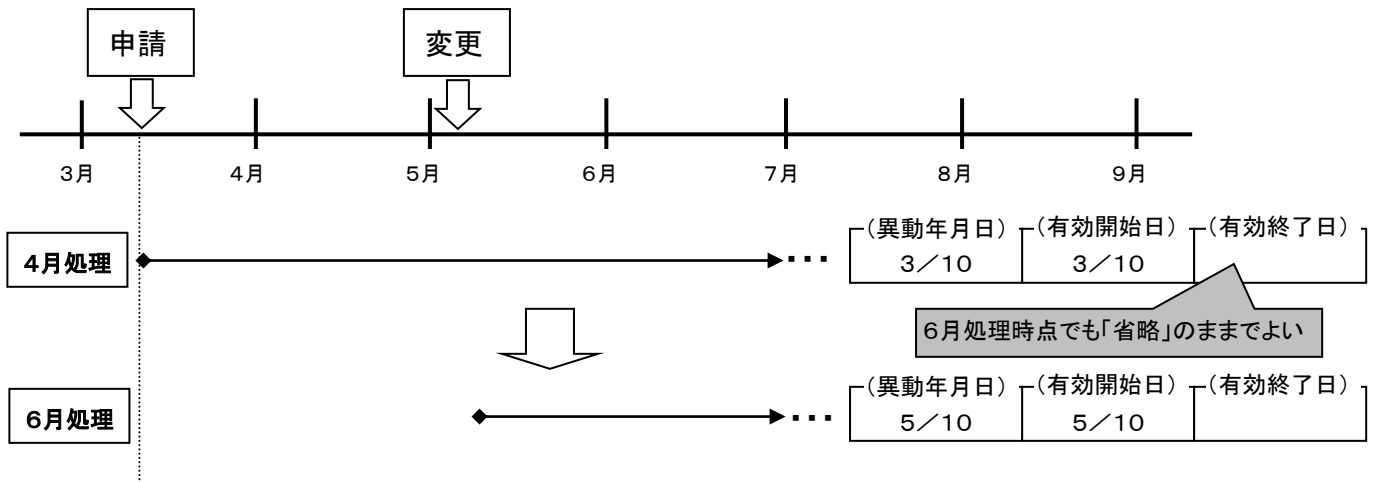 申請 変更
3月 4月 5月 6月 7月 8月 9月
(異動年月日) (有効開始日) (有効終了日)
4月処理 ・・・ 3/10 3/10
6月処理時点でも「省略」のままでよい
(異動年月日) (有効開始日) (有効終了日)
6月処理 ・・・ 5/10 5/10